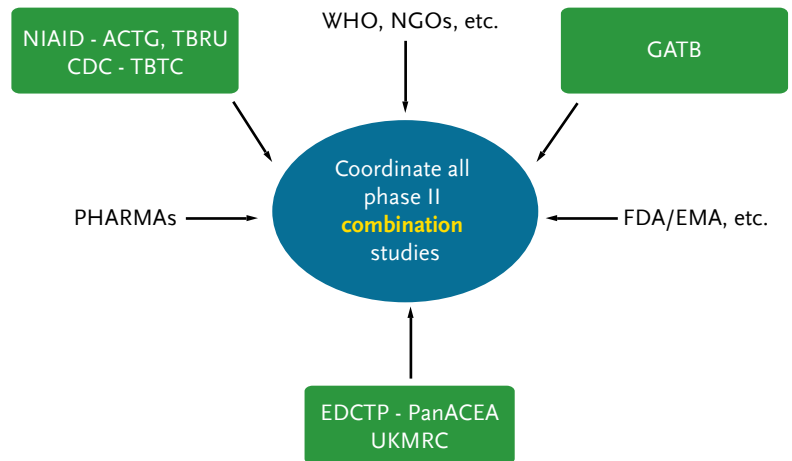 NIAID - ACTG, TBRU
CDC - TBTC
WHO, NGOs, etc.
GATB
Coordinate all
phase II
combination
studies
PHARMAs
FDA/EMA, etc.
EDCTP - PanACEA
UKMRC